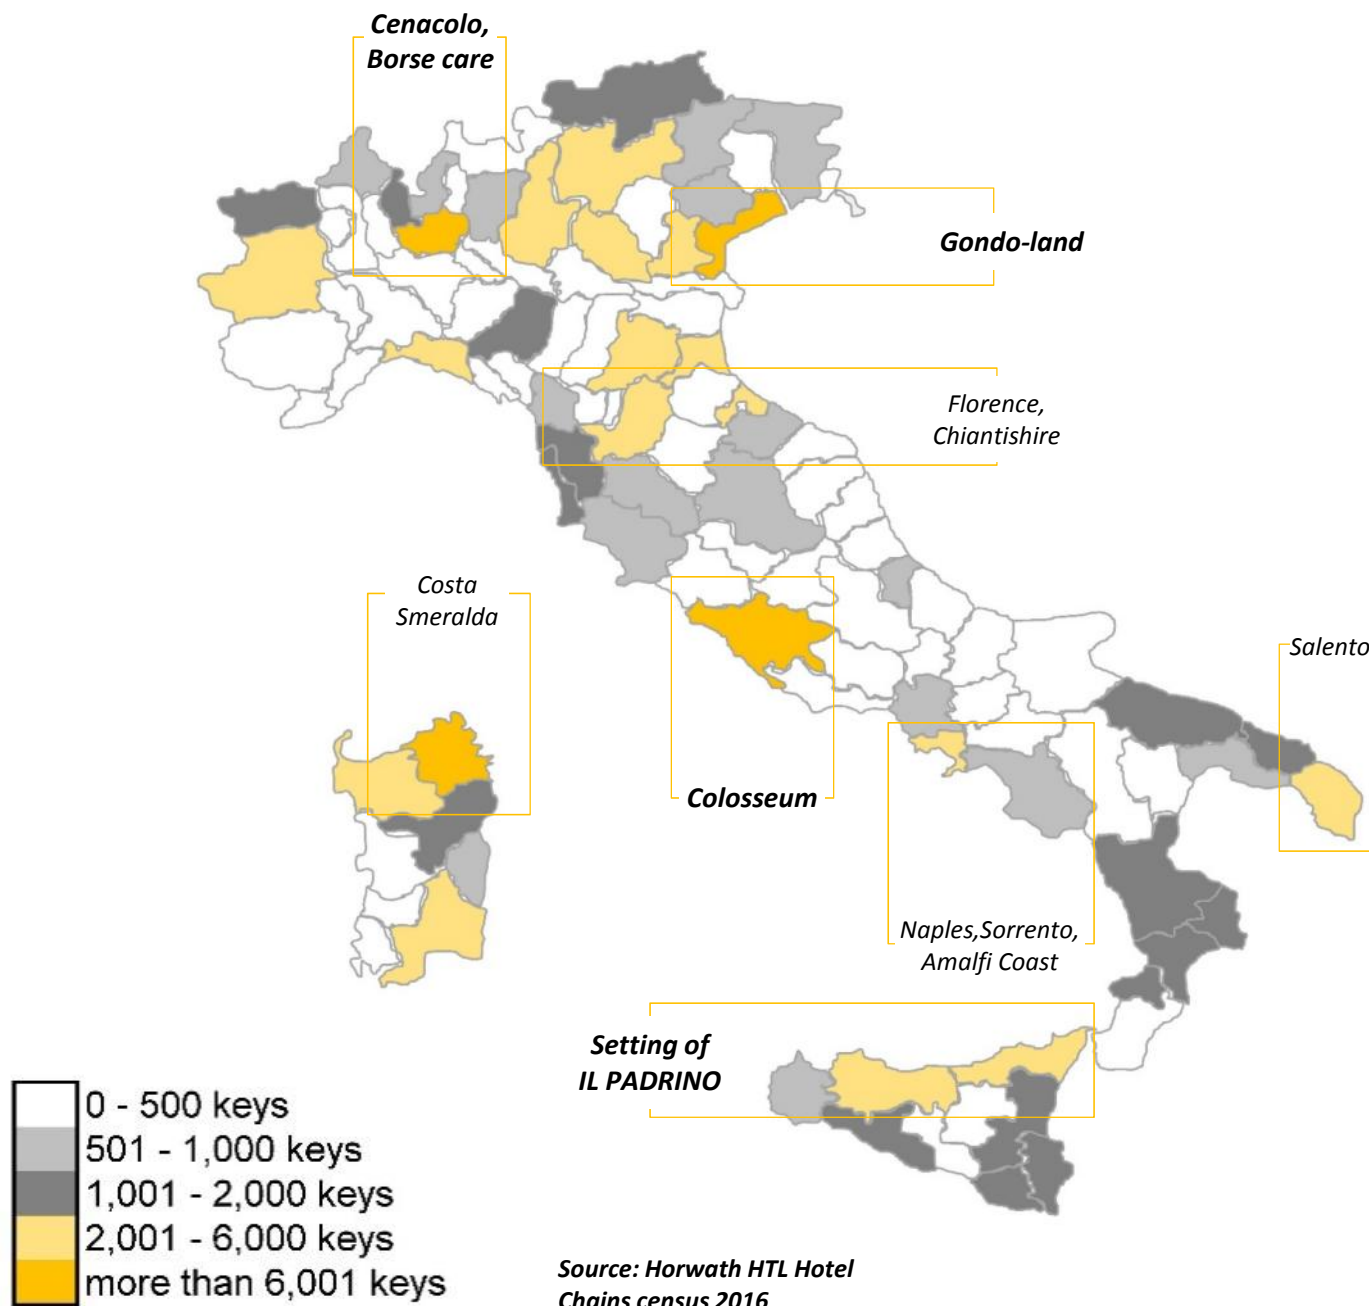 Cenacolo,
Borse care
Gondo-land
Florence,
Chiantishire
Costa
Smeralda
Salento
Colosseum
Naples,Sorrento,
Amalfi Coast
Setting of
IL PADRINO
0 - 500 keys
501 - 1,000 keys
1,001 - 2,000 keys
2,001 - 6,000 keys
more than 6,001 keys
Source: Horwath HTL Hotel
Chains census 2016